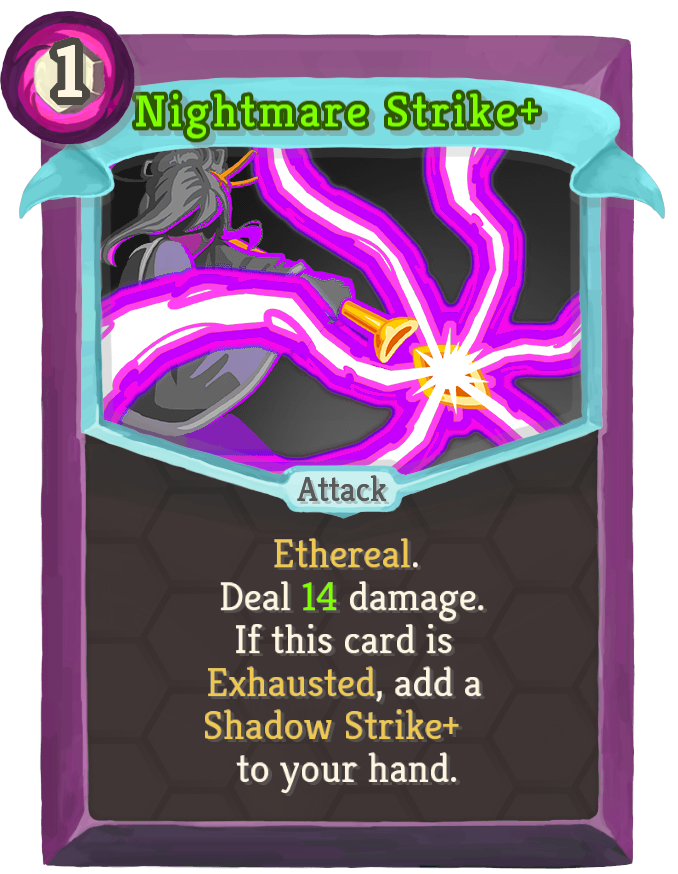 1
Nightmare Strike+
Attack
Ethereal.
Deal 14 damage.
If this card is
Exhausted, add a
Shadow Strike+
to your hand.